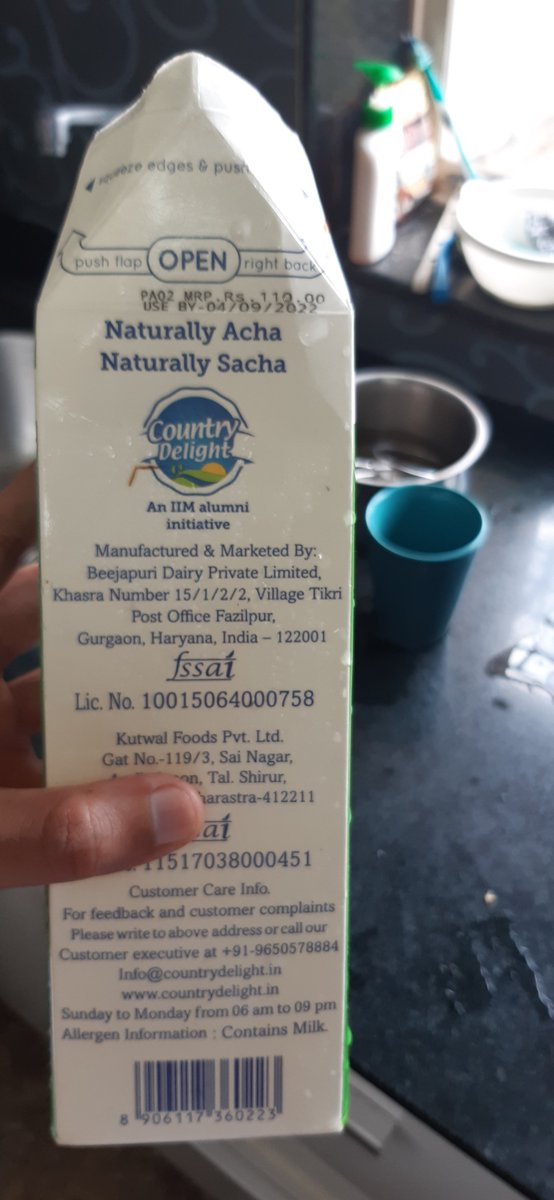 squeeze edges & push
push flap OPEN right back
PA02 MRP.Rs.110.00
USE BY-04/09/2022
Naturally Acha
Naturally Sacha
Country
Delight
An IIM alumni
initiative
Manufactured & Marketed By:
Beejapuri Dairy Private Limited,
Khasra Number 15/1/2/2, Village Tikri
Post Office Fazilpur,
Gurgaon, Haryana, India – 122001
fssai
Lic. No. 10015064000758
Kutwal Foods Pvt. Ltd.
Gat No.-119/3, Sai Nagar,
Tal. Shirur,
412211
11517038000451
Customer Care Info.
For feedback and customer complaints
Please write to above address or call our
Customer executive at +91-9650578884
Info@countrydelight.in
www.countrydelight.in
Sunday to Monday from 06 am to 09 pm
Allergen Information : Contains Milk.
8 906117 360223